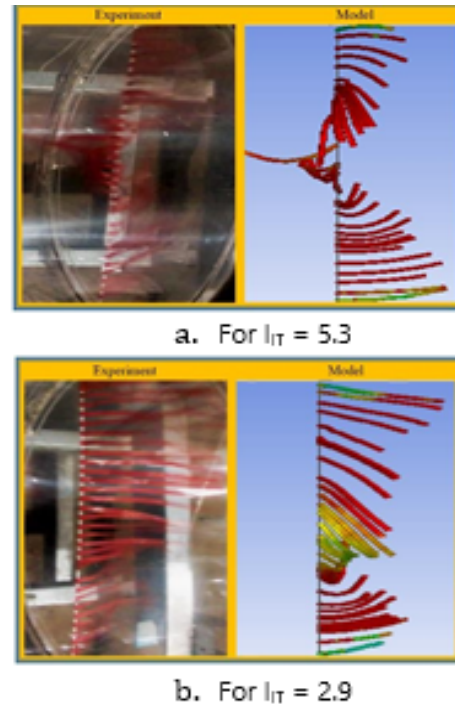 Experiment Model
a. For I_IT = 5.3
Experiment Model
b. For I_IT = 2.9